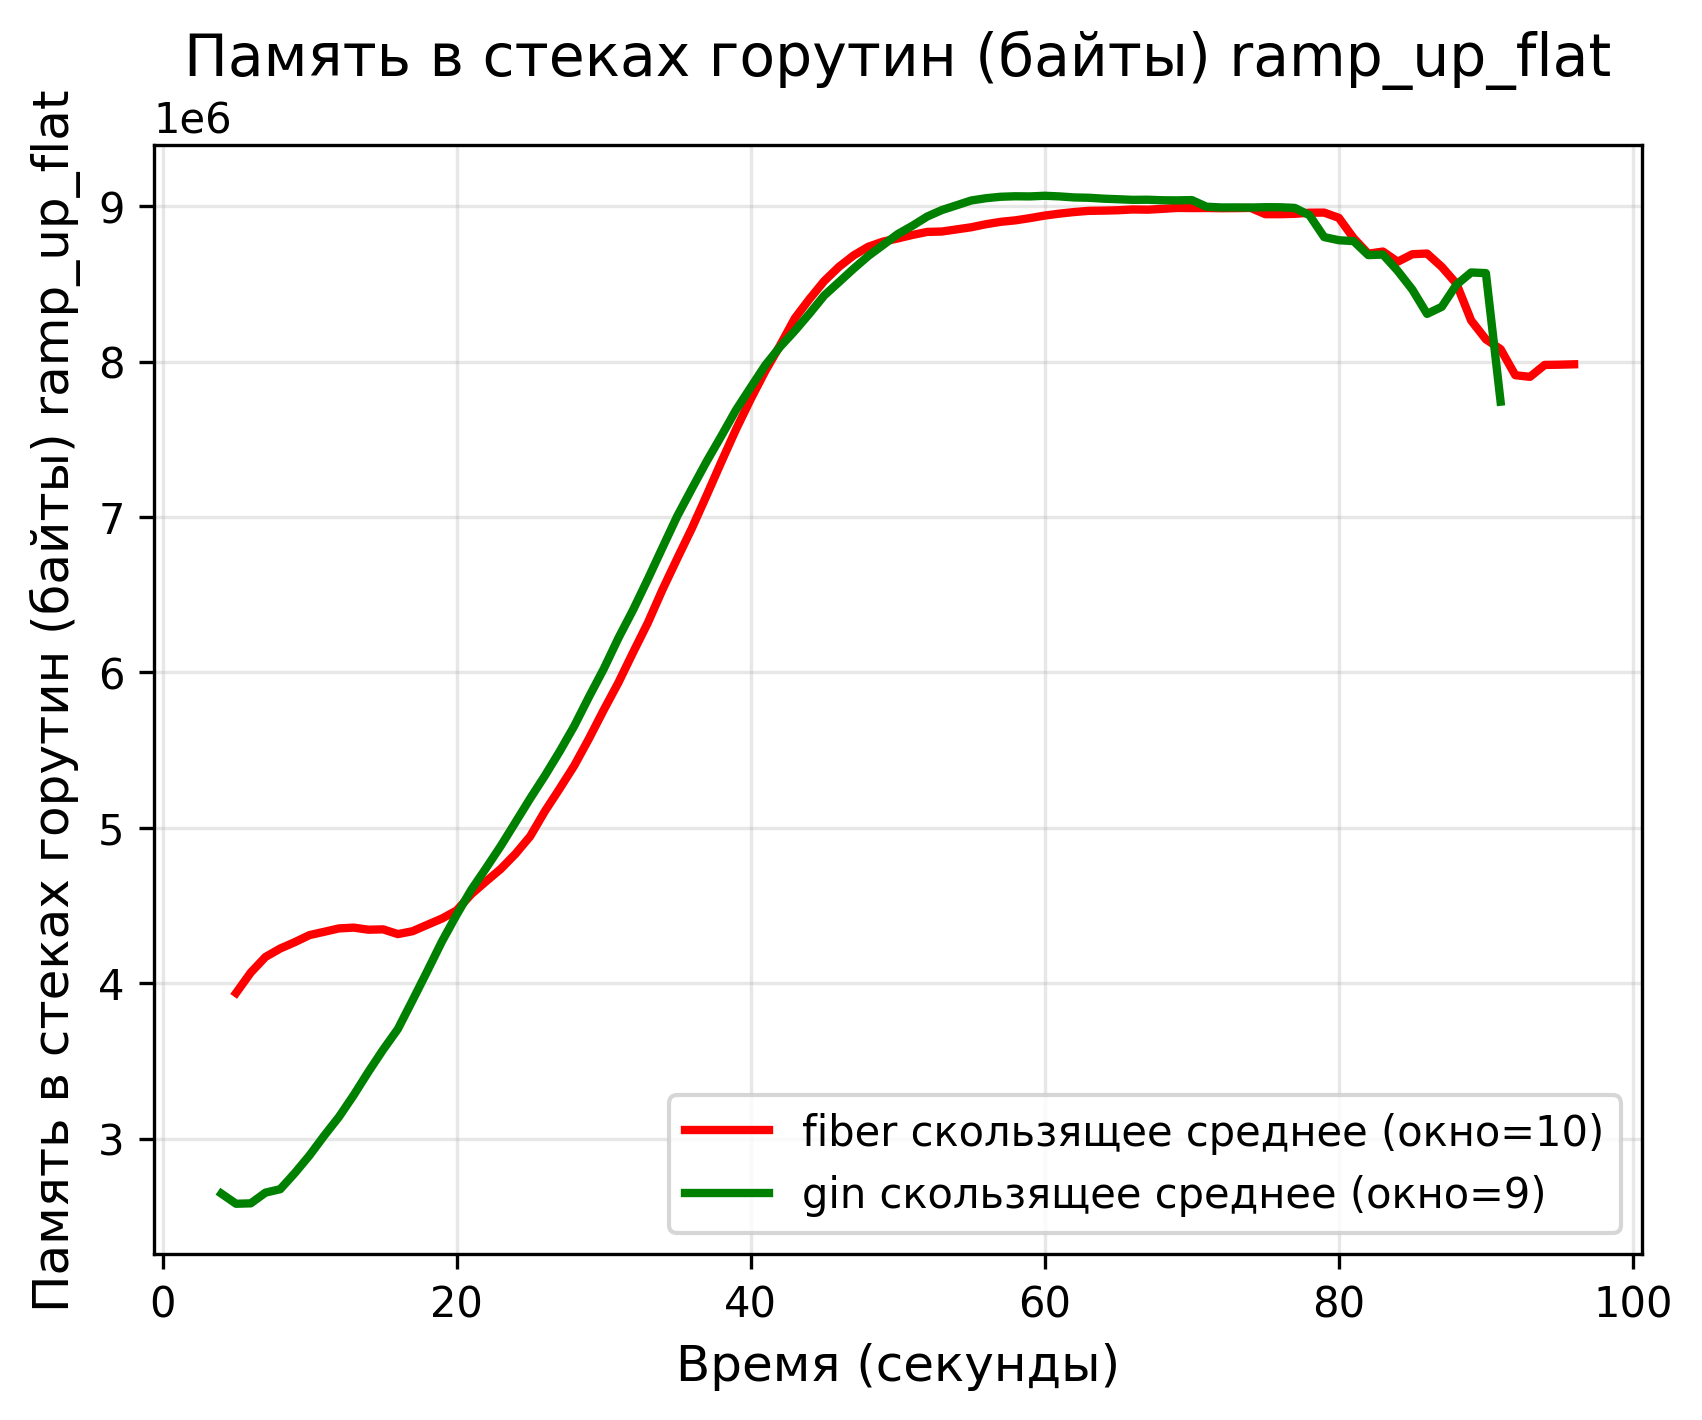 Память в стеках горутин (байты) ramp_up_flat
1e6
Память в стеках горутин (байты) ramp_up_flat
9
8
7
6
5
4
3
fiber скользящее среднее (окно=10)
gin скользящее среднее (окно=9)
0 20 40 60 80 100
Время (секунды)